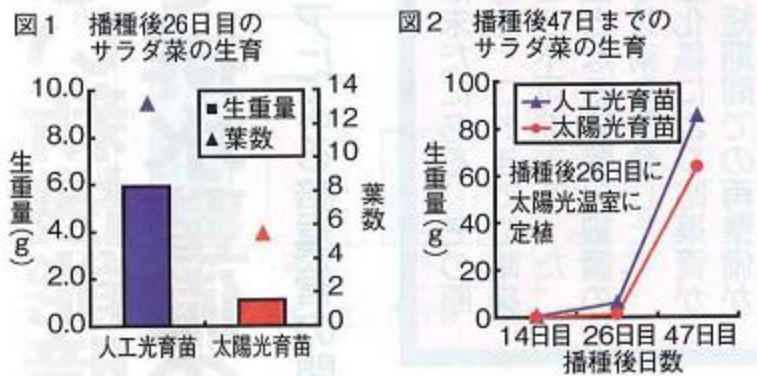 図1 播種後26日目の
サラダ菜の生育
10.0
8.0
6.0
4.0
2.0
0.0
生重量(g)
14
12
10
8
6
4
2
0
葉数
生重量
葉数
人工光育苗 太陽光育苗
図2 播種後47日までの
サラダ菜の生育
100
80
60
40
20
0
生重量(g)
人工光育苗
太陽光育苗
播種後26日目に
太陽光温室に
定植
14日目 26日目 47日目
播種後日数